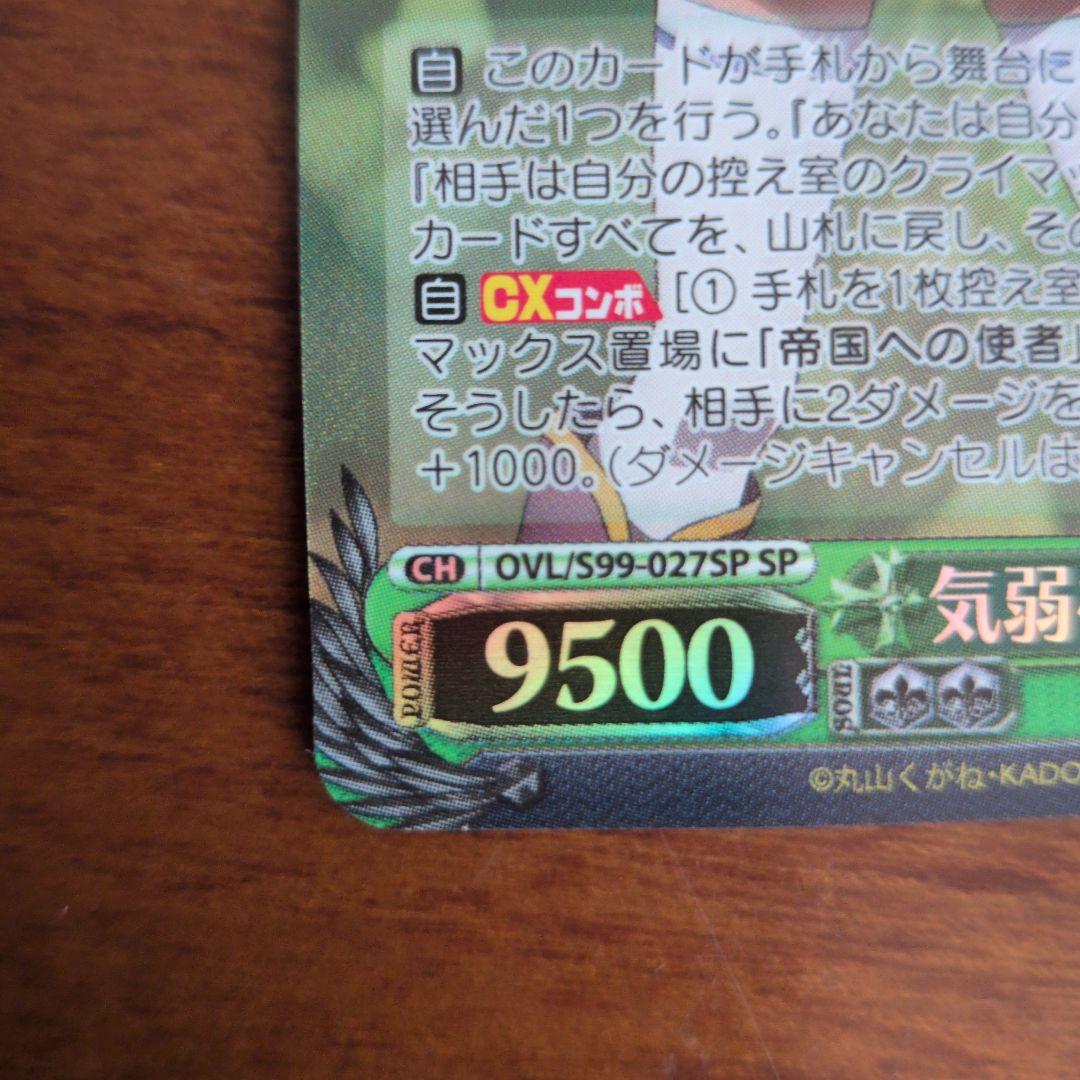 自 このカードが手札から舞台に
選んだ1つを行う。『あなたは自分
『相手は自分の控え室のクライマッ
カードすべてを、山札に戻し、その
自 CXコンボ [① 手札を1枚控え室
マックス置場に「帝国への使者」
そうしたら、相手に2ダメージを
+1000。(ダメージキャンセルは
CH OVL/S99-027SP SP
POWER 9500
気弱
SOUL
©丸山くがね・KADO